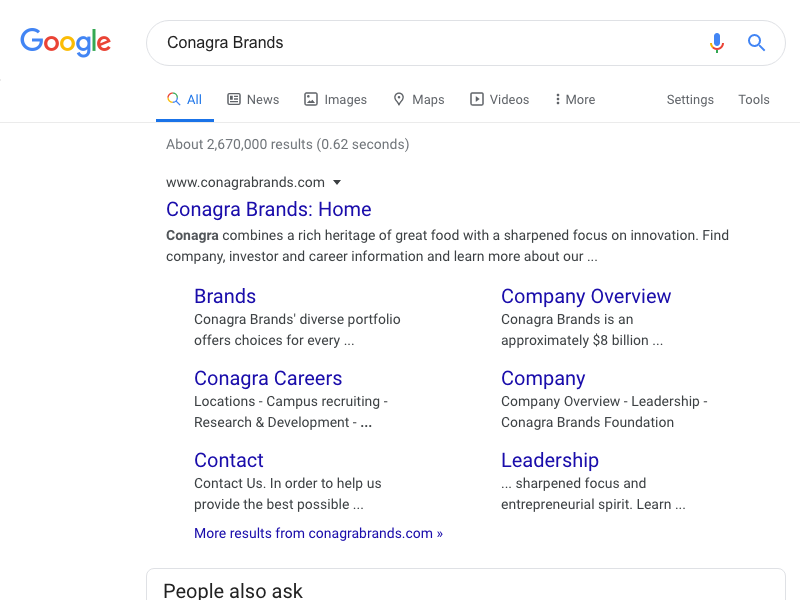 Google
Conagra Brands
All News Images Maps Videos More Settings Tools
About 2,670,000 results (0.62 seconds)
www.conagrabrands.com
Conagra Brands: Home
Conagra combines a rich heritage of great food with a sharpened focus on innovation. Find
company, investor and career information and learn more about our ...
Brands
Conagra Brands' diverse portfolio
offers choices for every ...
Company Overview
Conagra Brands is an
approximately $8 billion ...
Conagra Careers
Locations - Campus recruiting -
Research & Development - ...
Company
Company Overview - Leadership -
Conagra Brands Foundation
Contact
Contact Us. In order to help us
provide the best possible ...
Leadership
... sharpened focus and
entrepreneurial spirit. Learn ...
More results from conagrabrands.com »
People also ask